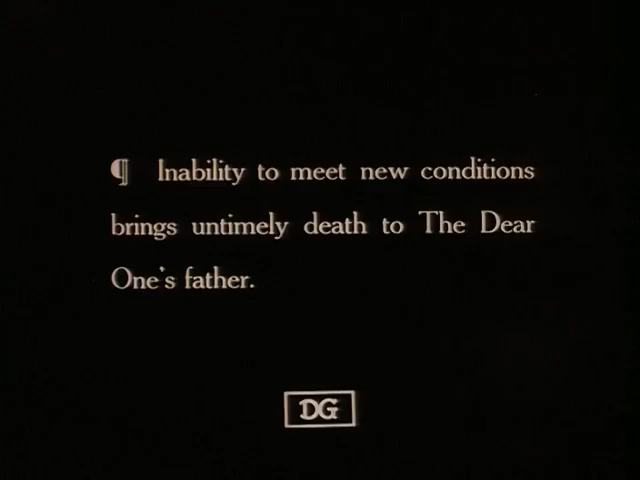 ¶ Inability to meet new conditions
brings untimely death to The Dear
One's father.
DG